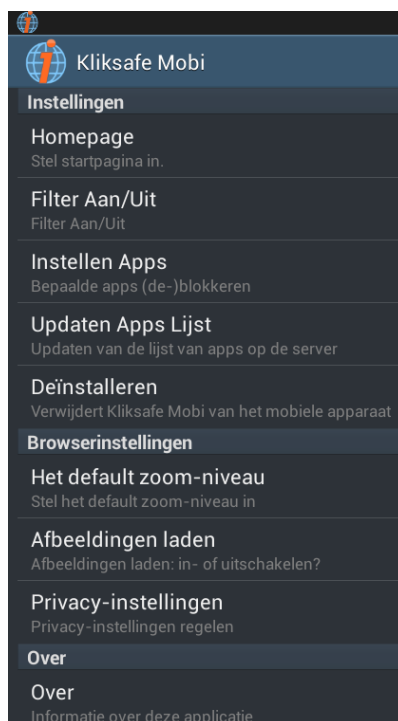 Kliksafe Mobi
Instellingen
Homepage
Stel startpagina in.
Filter Aan/Uit
Filter Aan/Uit
Instellen Apps
Bepaalde apps (de-)blokkeren
Updaten Apps Lijst
Updaten van de lijst van apps op de server
Deïnstalleren
Verwijdert Kliksafe Mobi van het mobiele apparaat
Browserinstellingen
Het default zoom-niveau
Stel het default zoom-niveau in
Afbeeldingen laden
Afbeeldingen laden: in- of uitschakelen?
Privacy-instellingen
Privacy-instellingen regelen
Over
Over
Informatie over deze applicatie